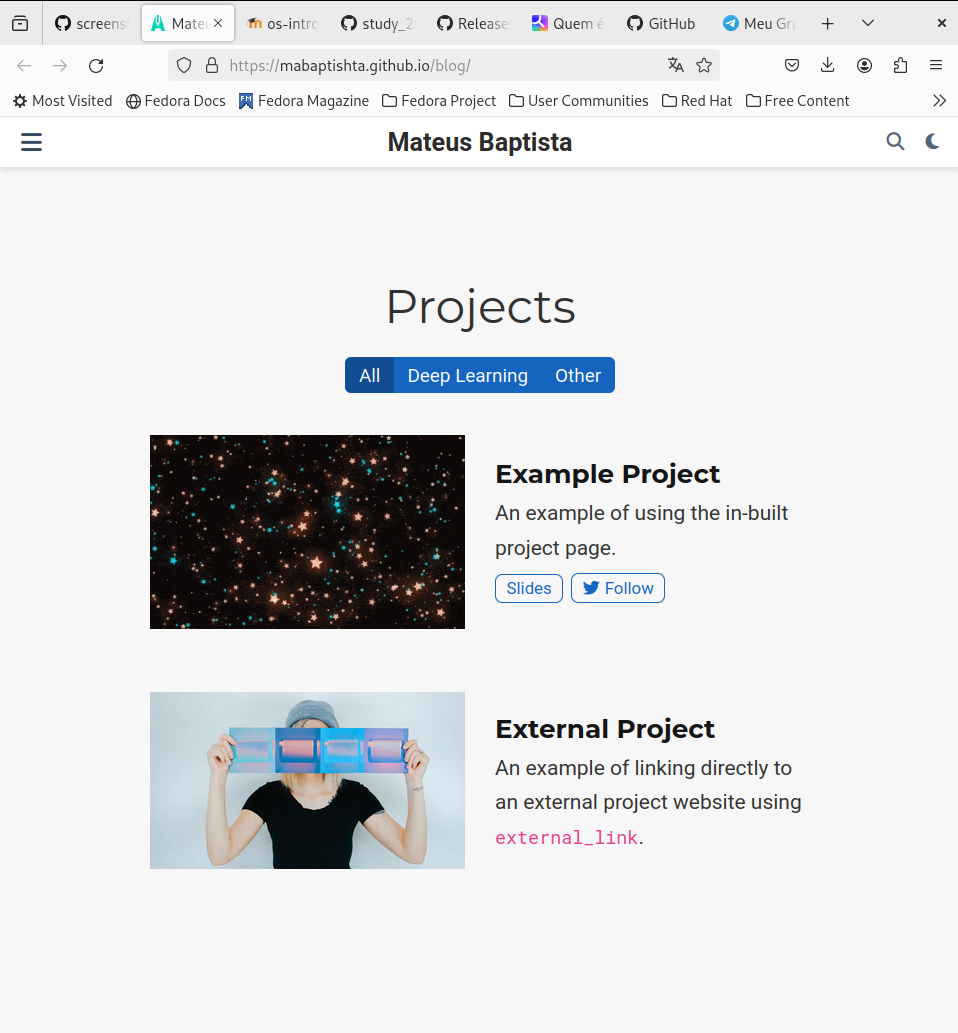 screens
Mateu
os-intro
study_2
Release
Quem é
GitHub
Meu Gru
https://mabaptishta.github.io/blog/
Most Visited
Fedora Docs
Fedora Magazine
Fedora Project
User Communities
Red Hat
Free Content
Mateus Baptista
Projects
All
Deep Learning
Other
Example Project
An example of using the in-built
project page.
Slides
Follow
External Project
An example of linking directly to
an external project website using
external_link.